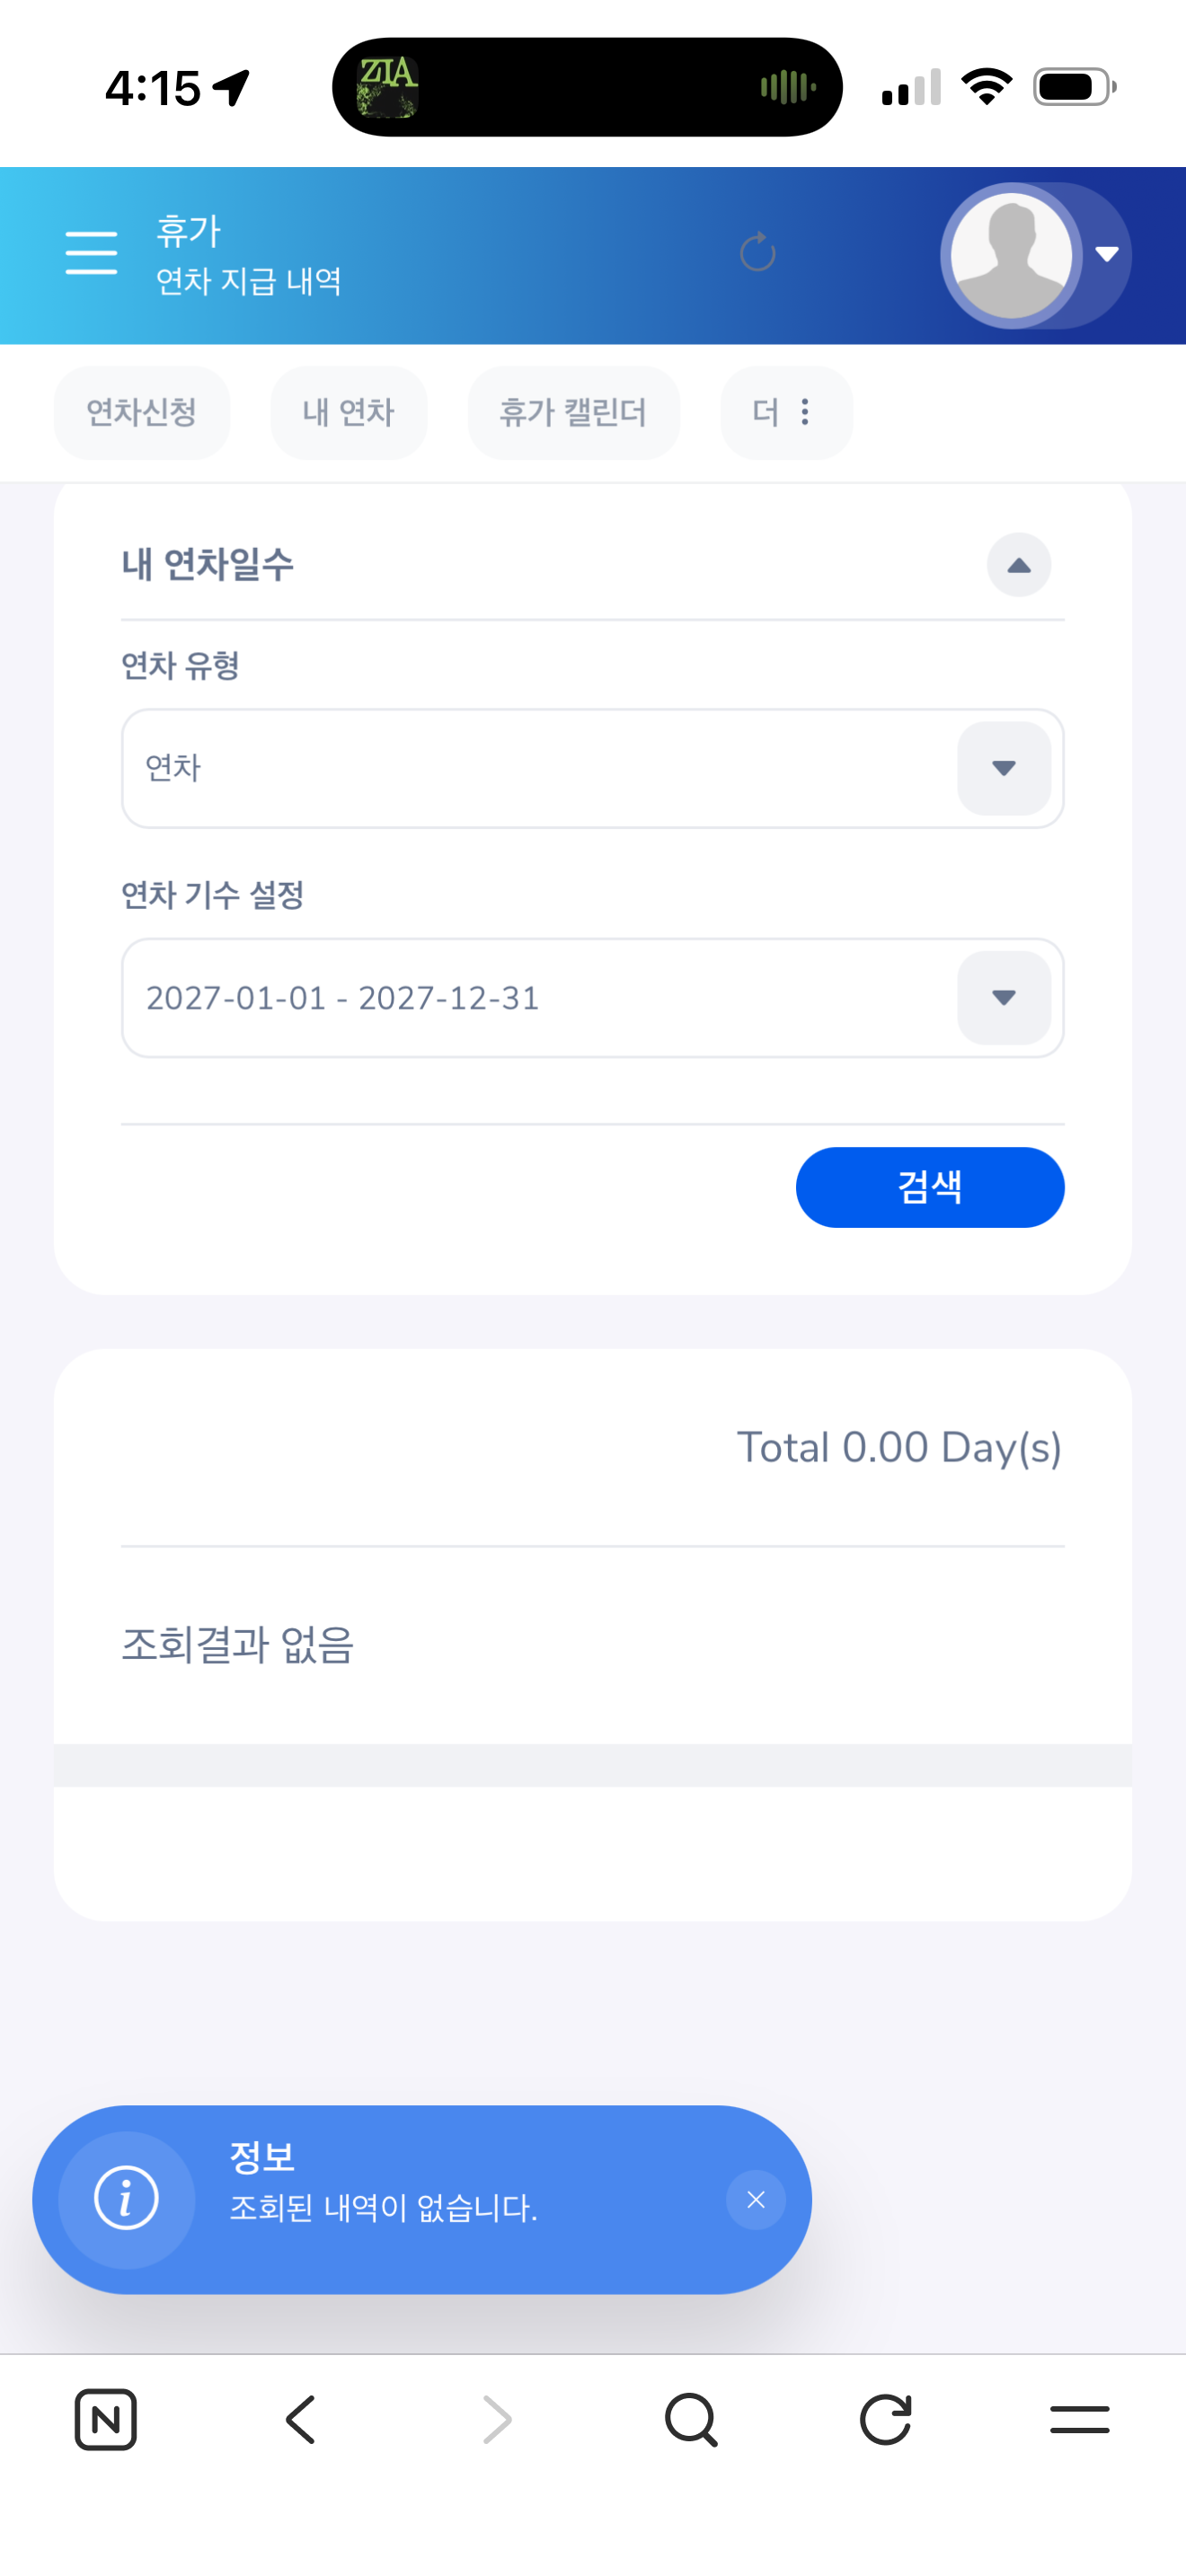 4:15
ZIA
휴가
연차 지급 내역
연차신청
내 연차
휴가 캘린더
더
내 연차일수
연차 유형
연차
연차 기수 설정
2027-01-01 - 2027-12-31
검색
Total 0.00 Day(s)
조회결과 없음
정보
조회된 내역이 없습니다.
N